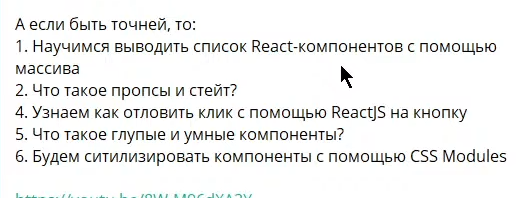 А если быть точней, то:
1. Научимся выводить список React-компонентов с помощью
массива
2. Что такое пропсы и стейт?
4. Узнаем как отловить клик с помощью ReactJS на кнопку
5. Что такое глупые и умные компоненты?
6. Будем ситилизировать компоненты с помощью CSS Modules